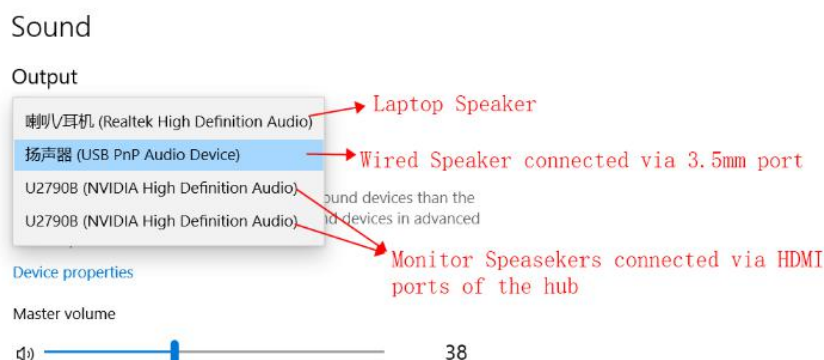 Sound
Output
喇叭/耳机 (Realtek High Definition Audio)
Laptop Speaker
扬声器 (USB PnP Audio Device)
Wired Speaker connected via 3.5mm port
U2790B (NVIDIA High Definition Audio)
ound devices than the
U2790B (NVIDIA High Definition Audio)
d devices in advanced
Monitor Speasekers connected via HDMI
ports of the hub
Device properties
Master volume
38